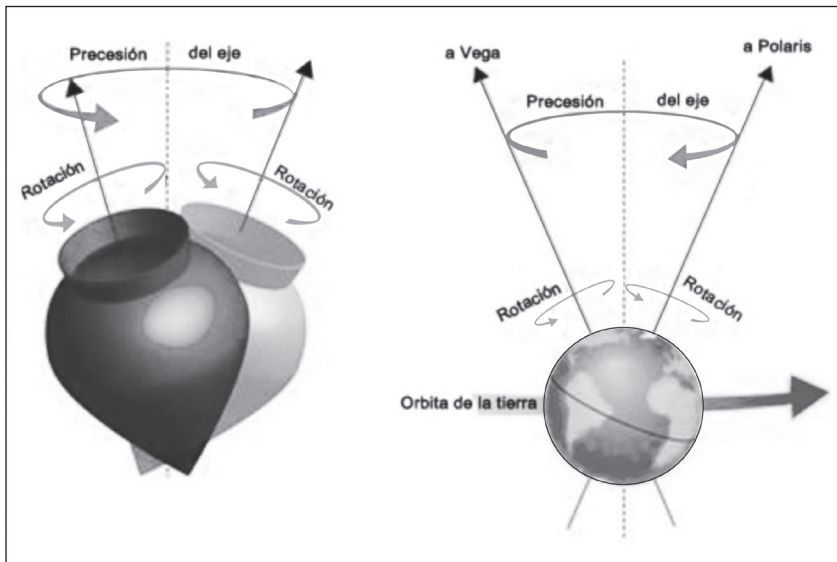 Precesión del eje
Rotación
Rotación
a Vega
a Polaris
Precesión del eje
Rotación
Rotación
Orbita de la tierra